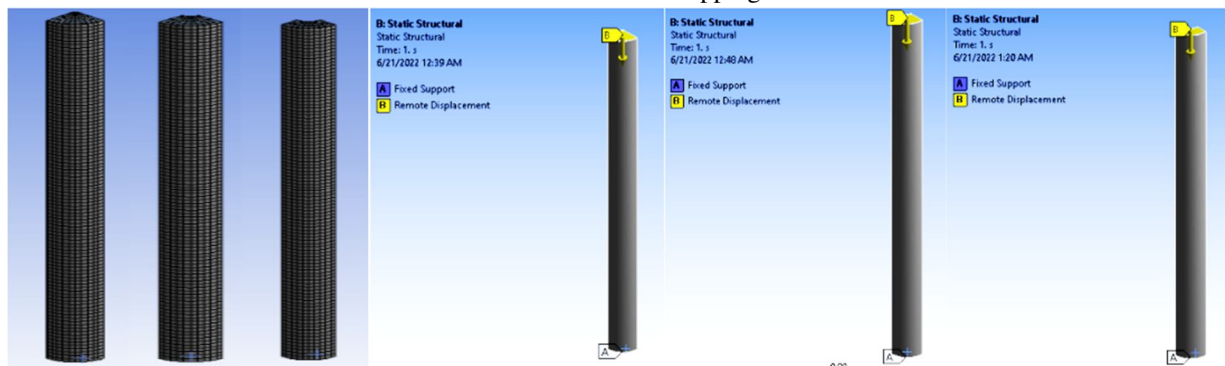 pping
B: Static Structural
Static Structural
Time: 1. s
6/21/2022 12:39 AM
A Fixed Support
B Remote Displacement
B
A
B: Static Structural
Static Structural
Time: 1. s
6/21/2022 12:48 AM
A Fixed Support
B Remote Displacement
B
A
B: Static Structural
Static Structural
Time: 1. s
6/21/2022 1:20 AM
A Fixed Support
B Remote Displacement
B
A